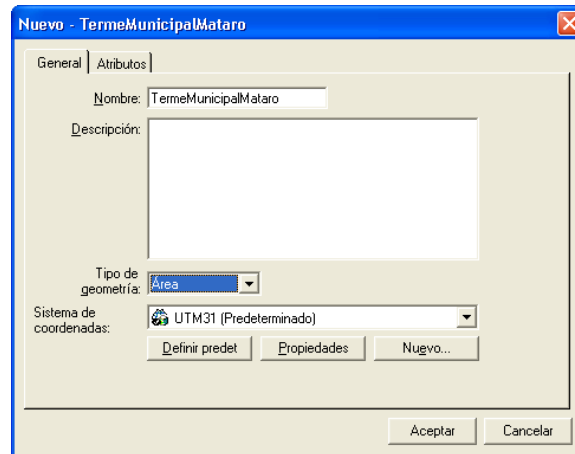 Nuevo - TermeMunicipalMataro
General Atributos
Nombre: TermeMunicipalMataro
Descripción:
Tipo de
geometría: Área
Sistema de
coordenadas: UTM31 (Predeterminado)
Definir predet Propiedades Nuevo...
Aceptar Cancelar